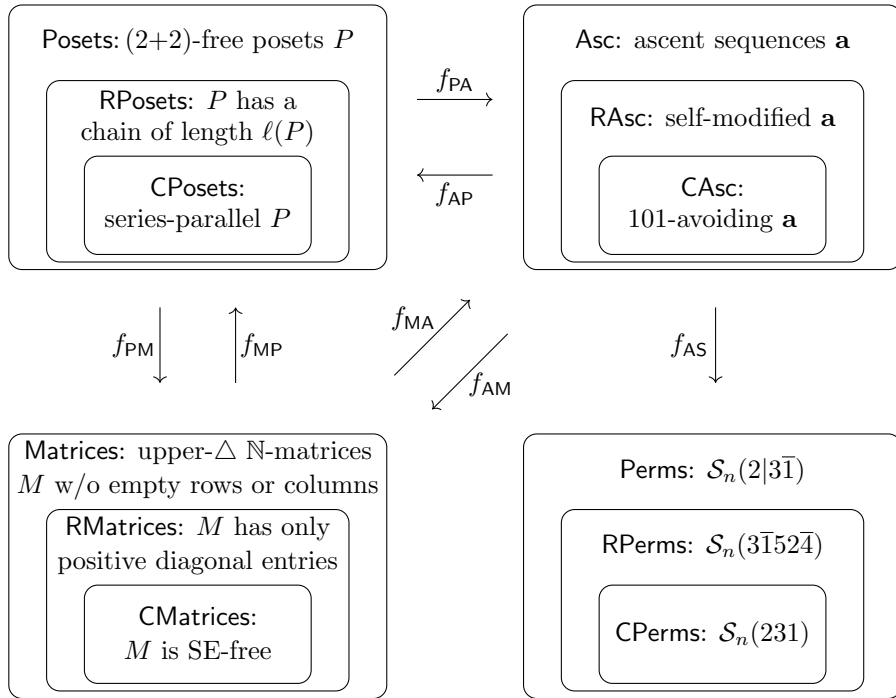 Posets: (2+2)-free posets P
RPosets: P has a
chain of length ℓ(P)
CPosets:
series-parallel P
f_PA
f_AP
Asc: ascent sequences a
RAsc: self-modified a
CAsc:
101-avoiding a
f_PM
f_MP
f_MA
f_AM
f_AS
Matrices: upper-△ ℕ-matrices
M w/o empty rows or columns
RMatrices: M has only
positive diagonal entries
CMatrices:
M is SE-free
Perms: 𝒮_n(2|31̅)
RPerms: 𝒮_n(31̅524̅)
CPerms: 𝒮_n(231)